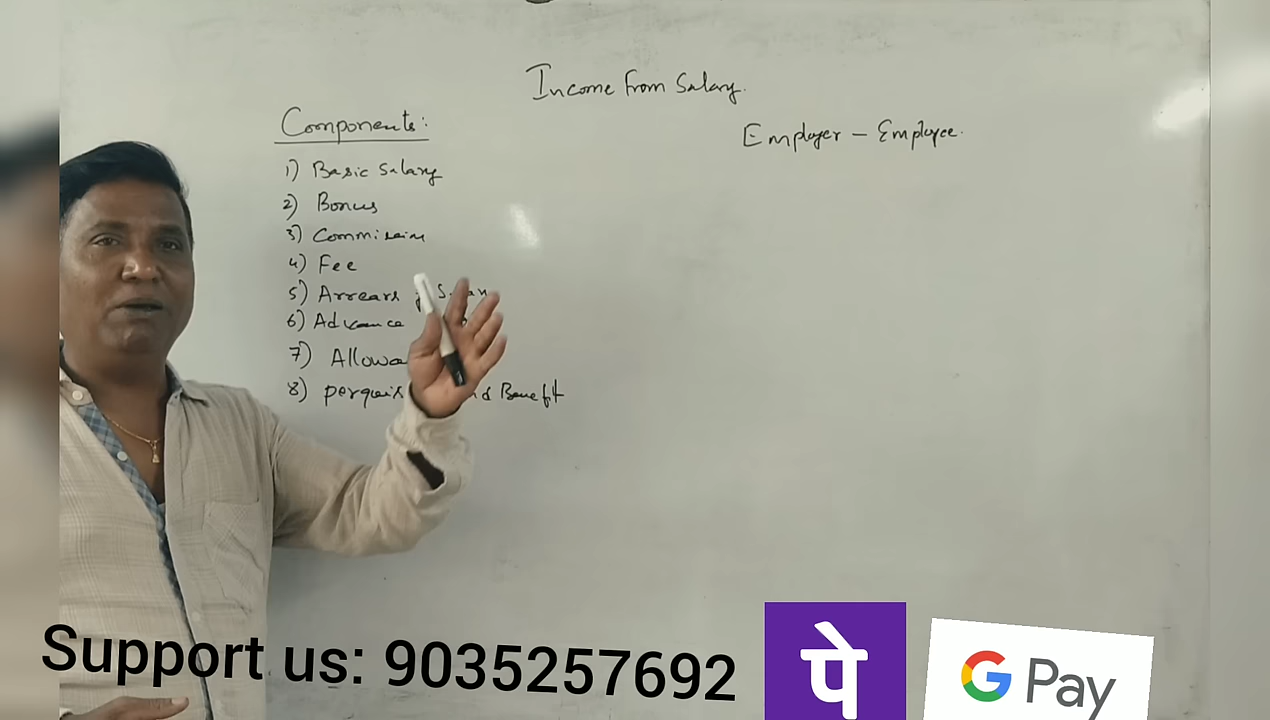 Income From Salary.
Components:
Employer - Employee.
1) Basic Salary
2) Bonus
3) Commission
4) Fee
5) Arrears
6) Advance
7) Allowa
8) perquis nd Benefit
Support us: 9035257692
पे
G Pay